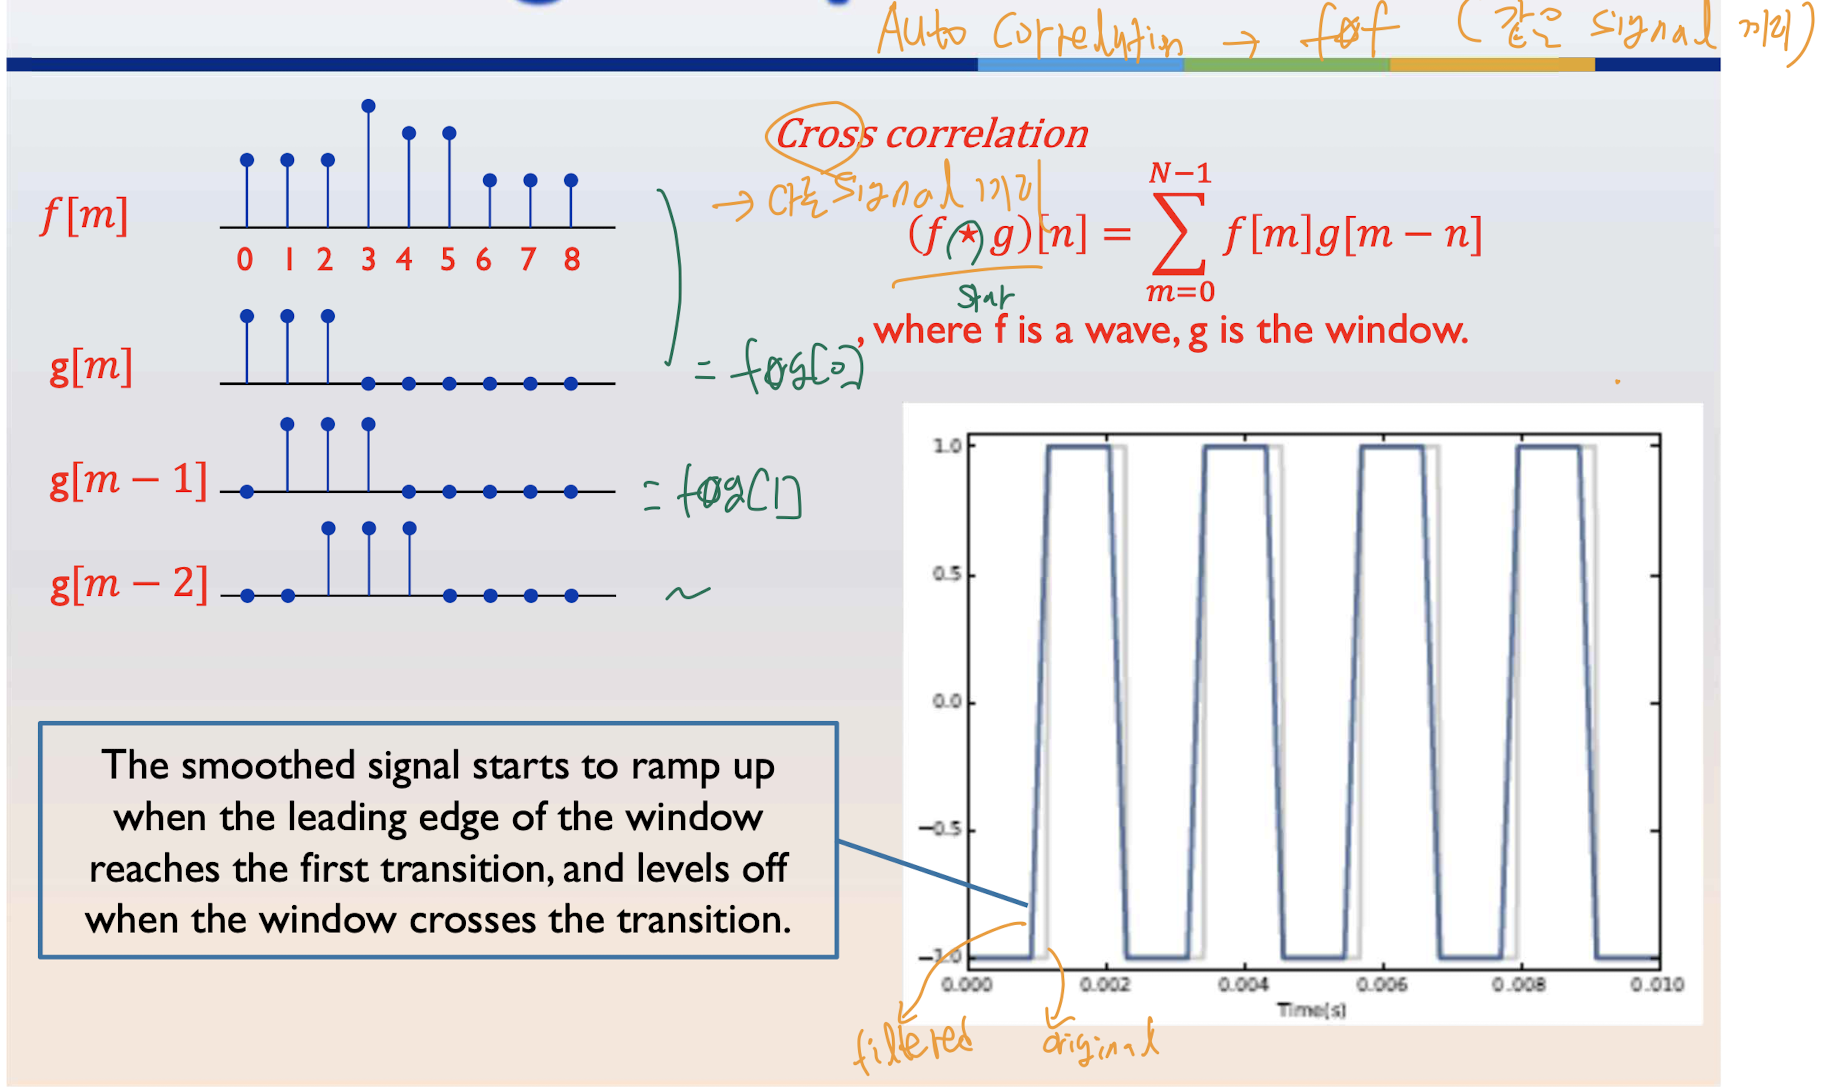 Auto Correlation → f⊗f (같은 signal 끼리)
Cross correlation
→ 다른 signal 끼리
f[m]
0 1 2 3 4 5 6 7 8
(f ★ g)[n] = ∑ f[m]g[m − n]
N−1
m=0
star
, where f is a wave, g is the window.
g[m]
= f⊗g[0]
g[m − 1]
= f⊗g[1]
g[m − 2]
~
The smoothed signal starts to ramp up
when the leading edge of the window
reaches the first transition, and levels off
when the window crosses the transition.
1.0
0.5
0.0
−0.5
−1.0
0.000 0.002 0.004 0.006 0.008 0.010
Time(s)
filtered original